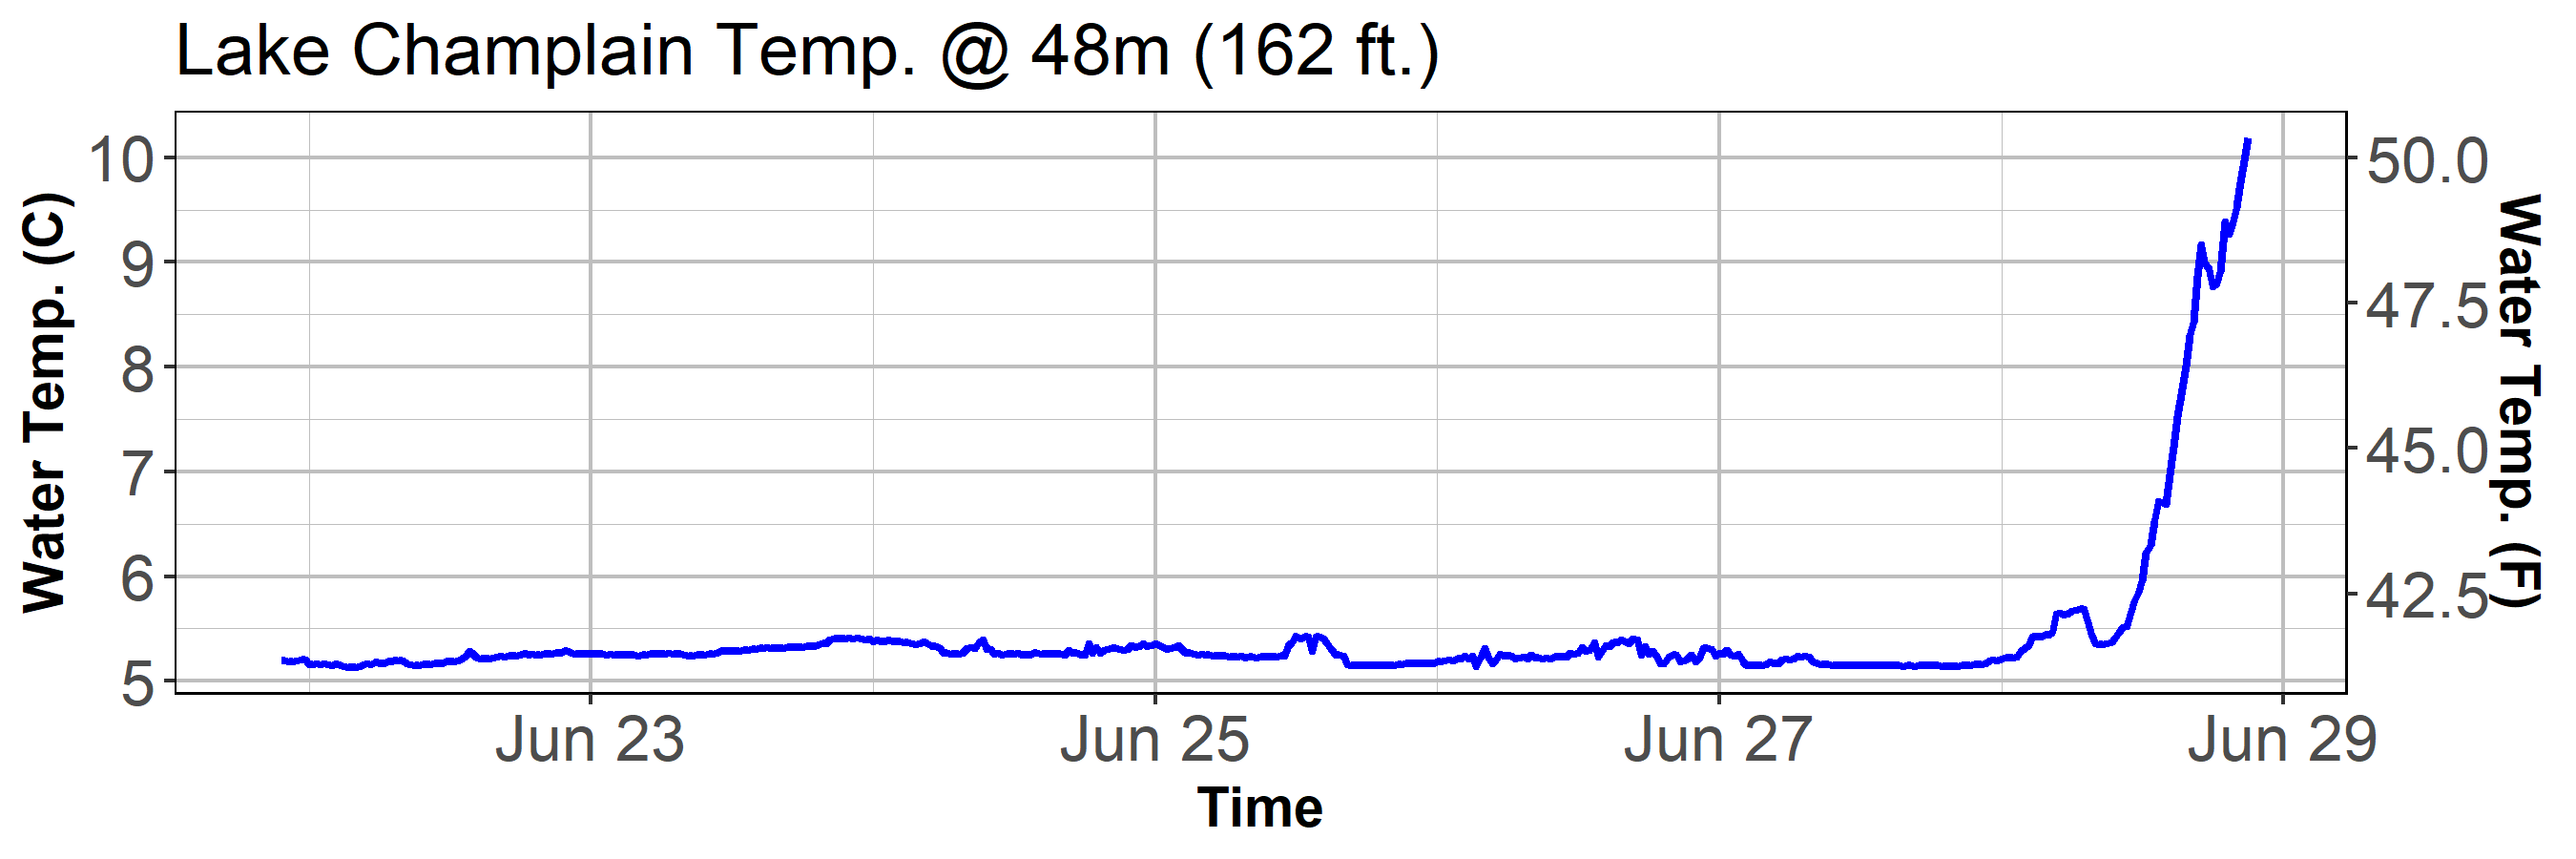 Lake Champlain Temp. @ 48m (162 ft.)
Water Temp. (C)
10
9
8
7
6
5
50.0
47.5
45.0
42.5
Water Temp. (F)
Jun 23
Jun 25
Jun 27
Jun 29
Time